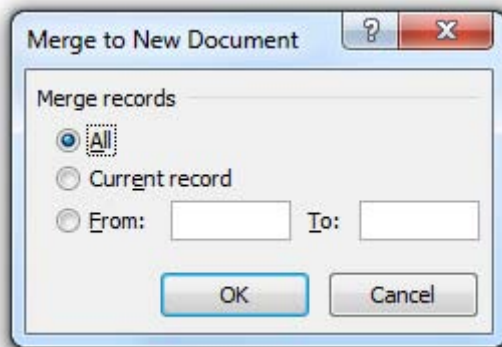 Merge to New Document
Merge records
All
Current record
From: To:
OK Cancel